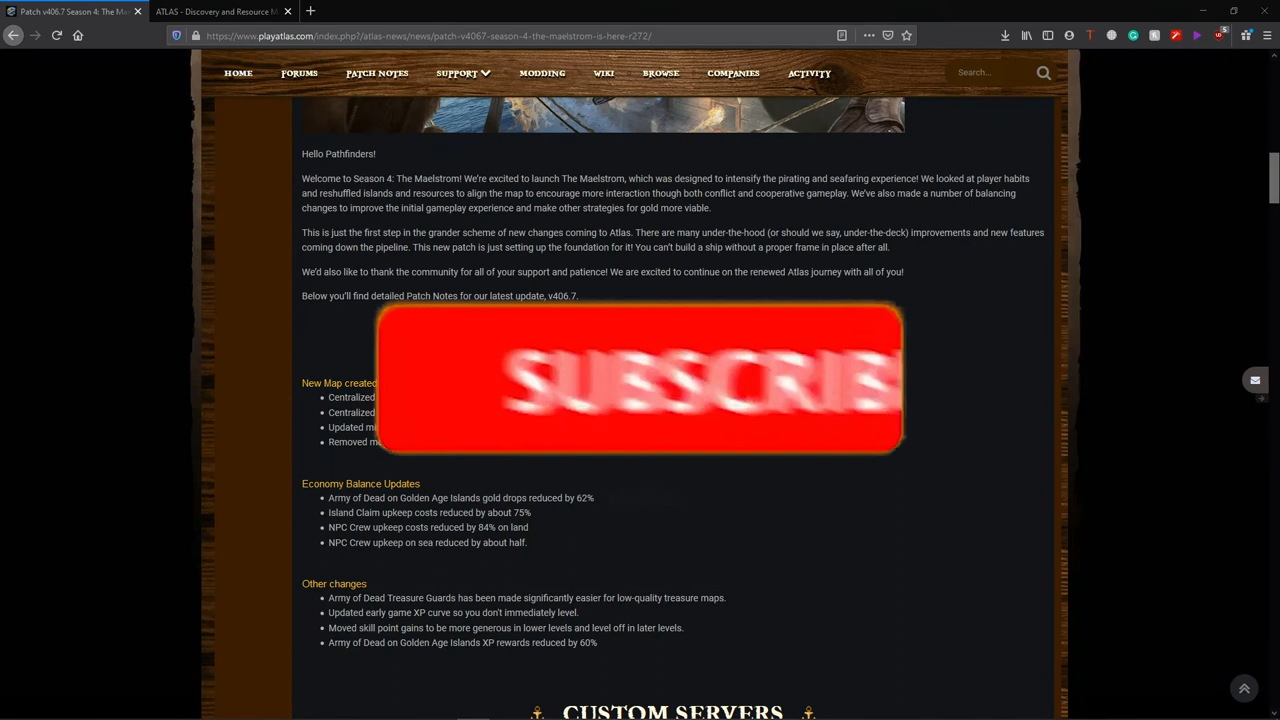 Patch v406.7 Season 4: The Ma
ATLAS - Discovery and Resource M
https://www.playatlas.com/index.php?/atlas-news/news/patch-v4067-season-4-the-maelstrom-is-here-r272/
HOME FORUMS PATCH NOTES SUPPORT MODDING WIKI BROWSE COMPANIES ACTIVITY Search...
Hello Pathfinders!
Welcome to Season 4: The Maelstrom! We're excited to launch The Maelstrom, which was designed to intensify the pirating and seafaring experience! We looked at player habits
and reshuffled islands and resources to align the map to encourage more interaction though both conflict and cooperative gameplay. We've also made a number of balancing
changes to improve the initial gameplay experience and make other strategies for gold more viable.
This is just the first step in the grander scheme of new changes coming to Atlas. There are many under-the-hood (or should we say, under-the-deck) improvements and new features
coming down the pipeline. This new patch is just setting up the foundation for it! You can't build a ship without a proper frame in place after all.
We'd also like to thank the community for all of your support and patience! We are excited to continue on the renewed Atlas journey with all of you!
Below you'll find detailed Patch Notes for our latest update, v406.7.
SUBSCRIB
New Map created
Centralized
Centralized
Updated
Removed
Economy Balance Updates
Army of Dead on Golden Age Islands gold drops reduced by 62%
Island Claim upkeep costs reduced by about 75%
NPC Crew upkeep costs reduced by 84% on land
NPC Crew upkeep on sea reduced by about half.
Other changes
Army of Dead Treasure Guards has been made significantly easier for low-quality treasure maps.
Updated early game XP curve so you don't immediately level.
Moved skill point gains to be more generous in lower levels and level off in later levels.
Army of Dead on Golden Age Islands XP rewards reduced by 60%
CUSTOM SERVERS